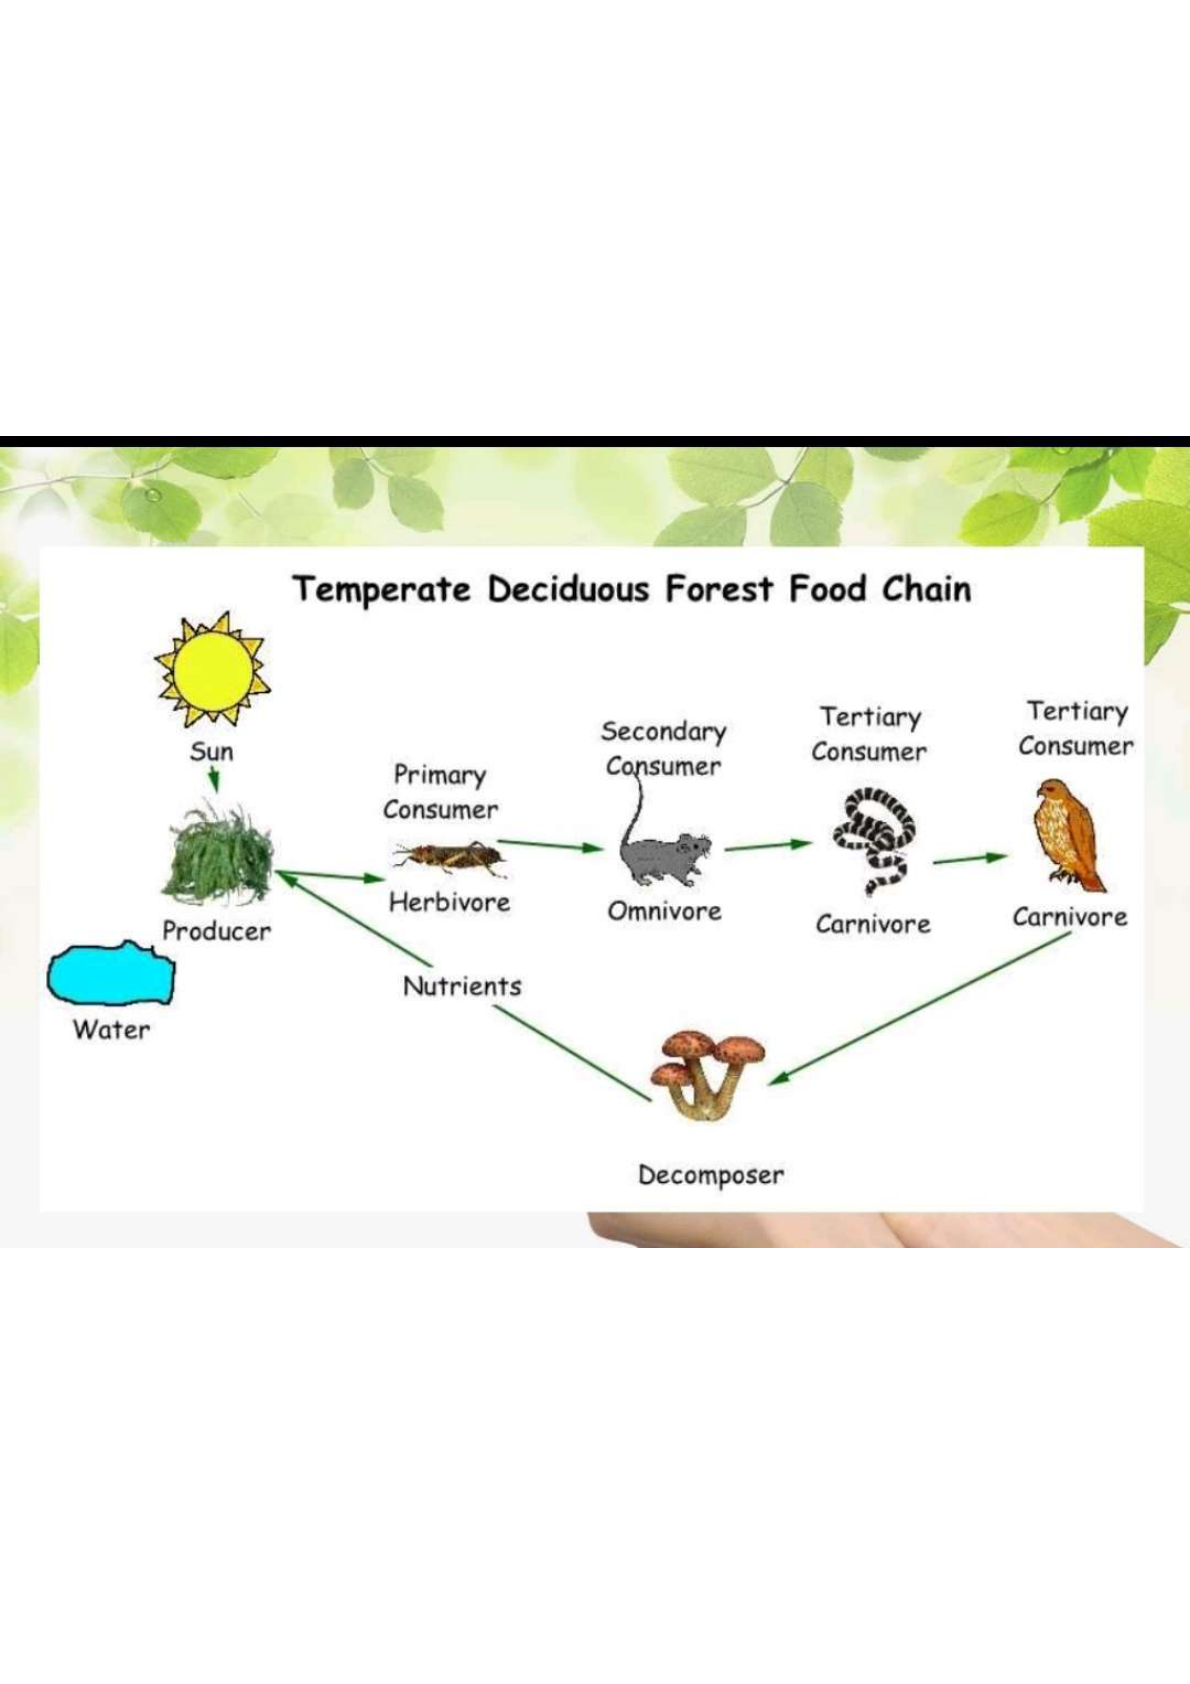 Temperate Deciduous Forest Food Chain
Sun
Producer
Water
Primary
Consumer
Herbivore
Secondary
Consumer
Omnivore
Tertiary
Consumer
Carnivore
Tertiary
Consumer
Carnivore
Nutrients
Decomposer